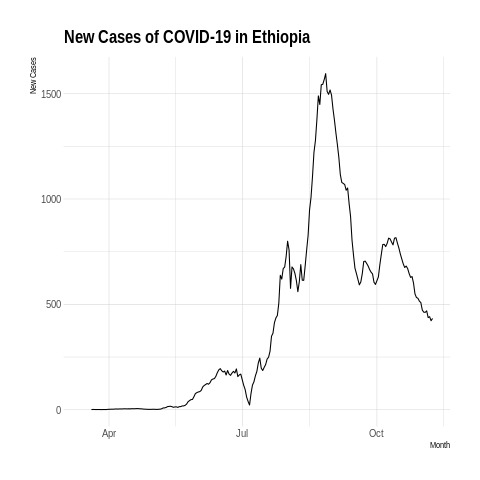 New Cases of COVID-19 in Ethiopia
New Cases
1500
1000
500
0
Apr
Jul
Oct
Month